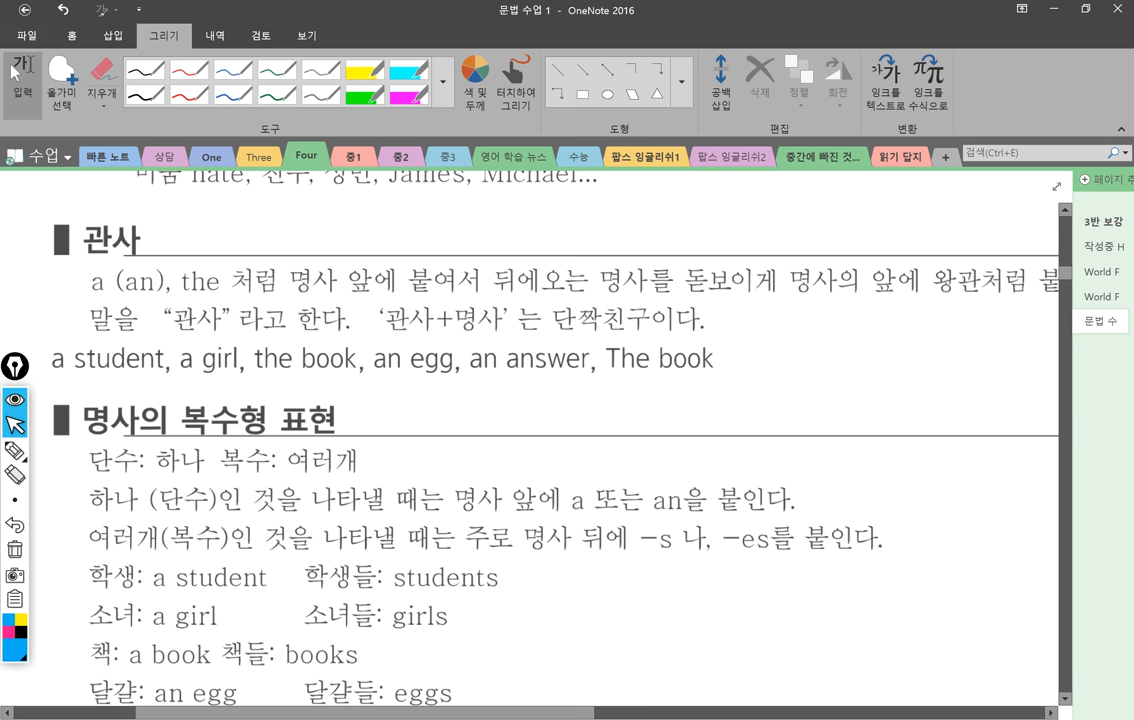 문법 수업 1 - OneNote 2016
파일 홈 삽입 그리기 내역 검토 보기
입력 올가미 선택 지우개 색 및 두께 터치하여 그리기 공백 삽입 삭제 정렬 회전 잉크를 텍스트로 잉크를 수식으로
도구 도형 편집 변환
수업 빠른 노트 상담 One Three Four 중1 중2 중3 영어 학습 뉴스 수능 팝스 잉글리쉬1 팝스 잉글리쉬2 중간에 빠진 것... 읽기 답지 + 검색(Ctrl+E)
hate, 친구, James, Michael...
페이지 추
관사
3반 보강
작성중 H
a (an), the 처럼 명사 앞에 붙여서 뒤에오는 명사를 돋보이게 명사의 앞에 왕관처럼 붙
World F
World F
말을 “관사” 라고 한다. ‘관사+명사’ 는 단짝친구이다.
문법 수
a student, a girl, the book, an egg, an answer, The book
명사의 복수형 표현
단수: 하나 복수: 여러개
하나 (단수)인 것을 나타낼 때는 명사 앞에 a 또는 an을 붙인다.
여러개(복수)인 것을 나타낼 때는 주로 명사 뒤에 –s 나, –es를 붙인다.
학생: a student 학생들: students
소녀: a girl 소녀들: girls
책: a book 책들: books
달걀: an egg 달걀들: eggs